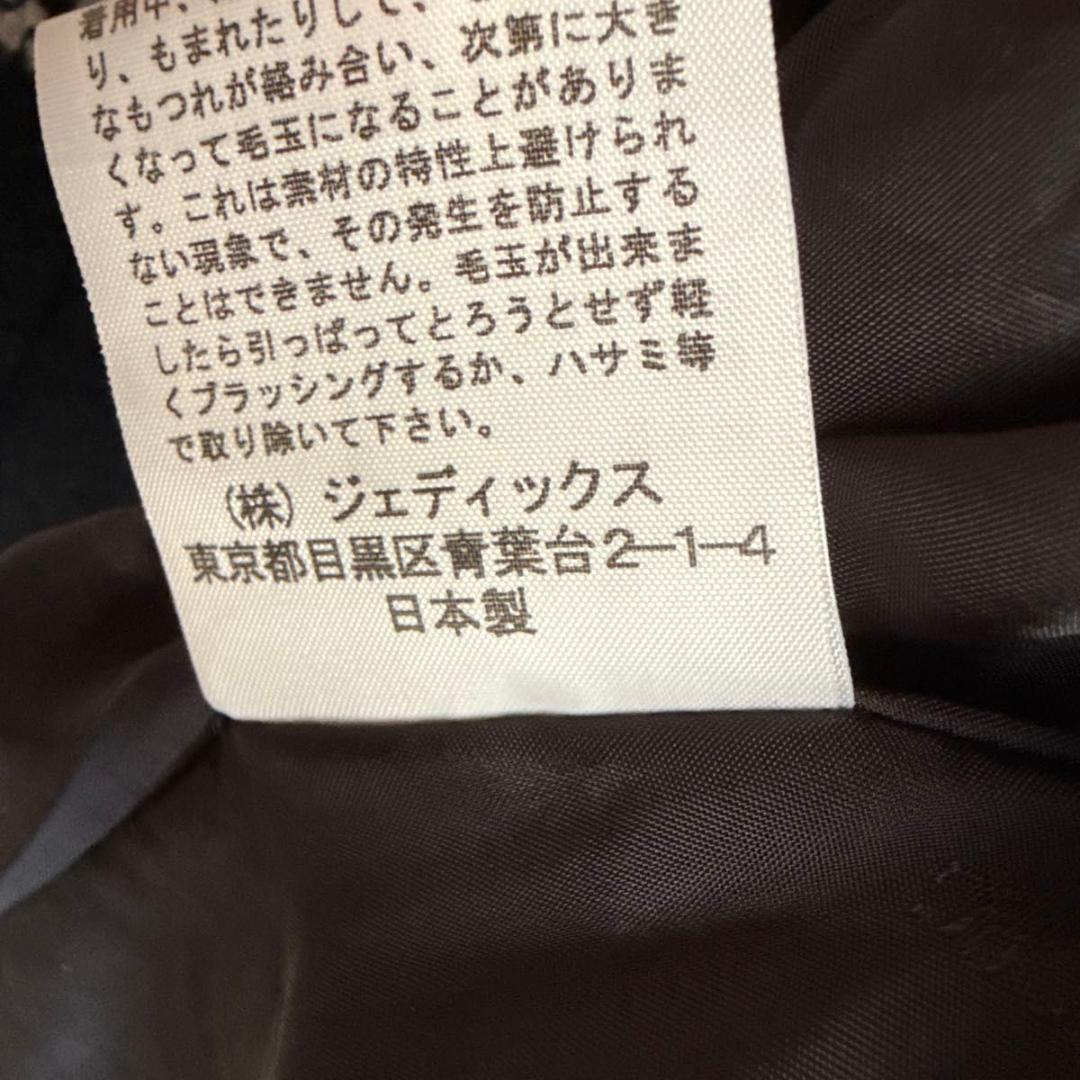 着用中、
り、もまれたりして、
なもつれが絡み合い、次第に大き
くなって毛玉になることがありま
す。これは素材の特性上避けられ
ない現象で、その発生を防止する
ことはできません。毛玉が出来ま
したら引っぱってとろうとせず軽
くブラッシングするか、ハサミ等
で取り除いて下さい。
(株) ジェディックス
東京都目黒区青葉台2-1-4
日本製